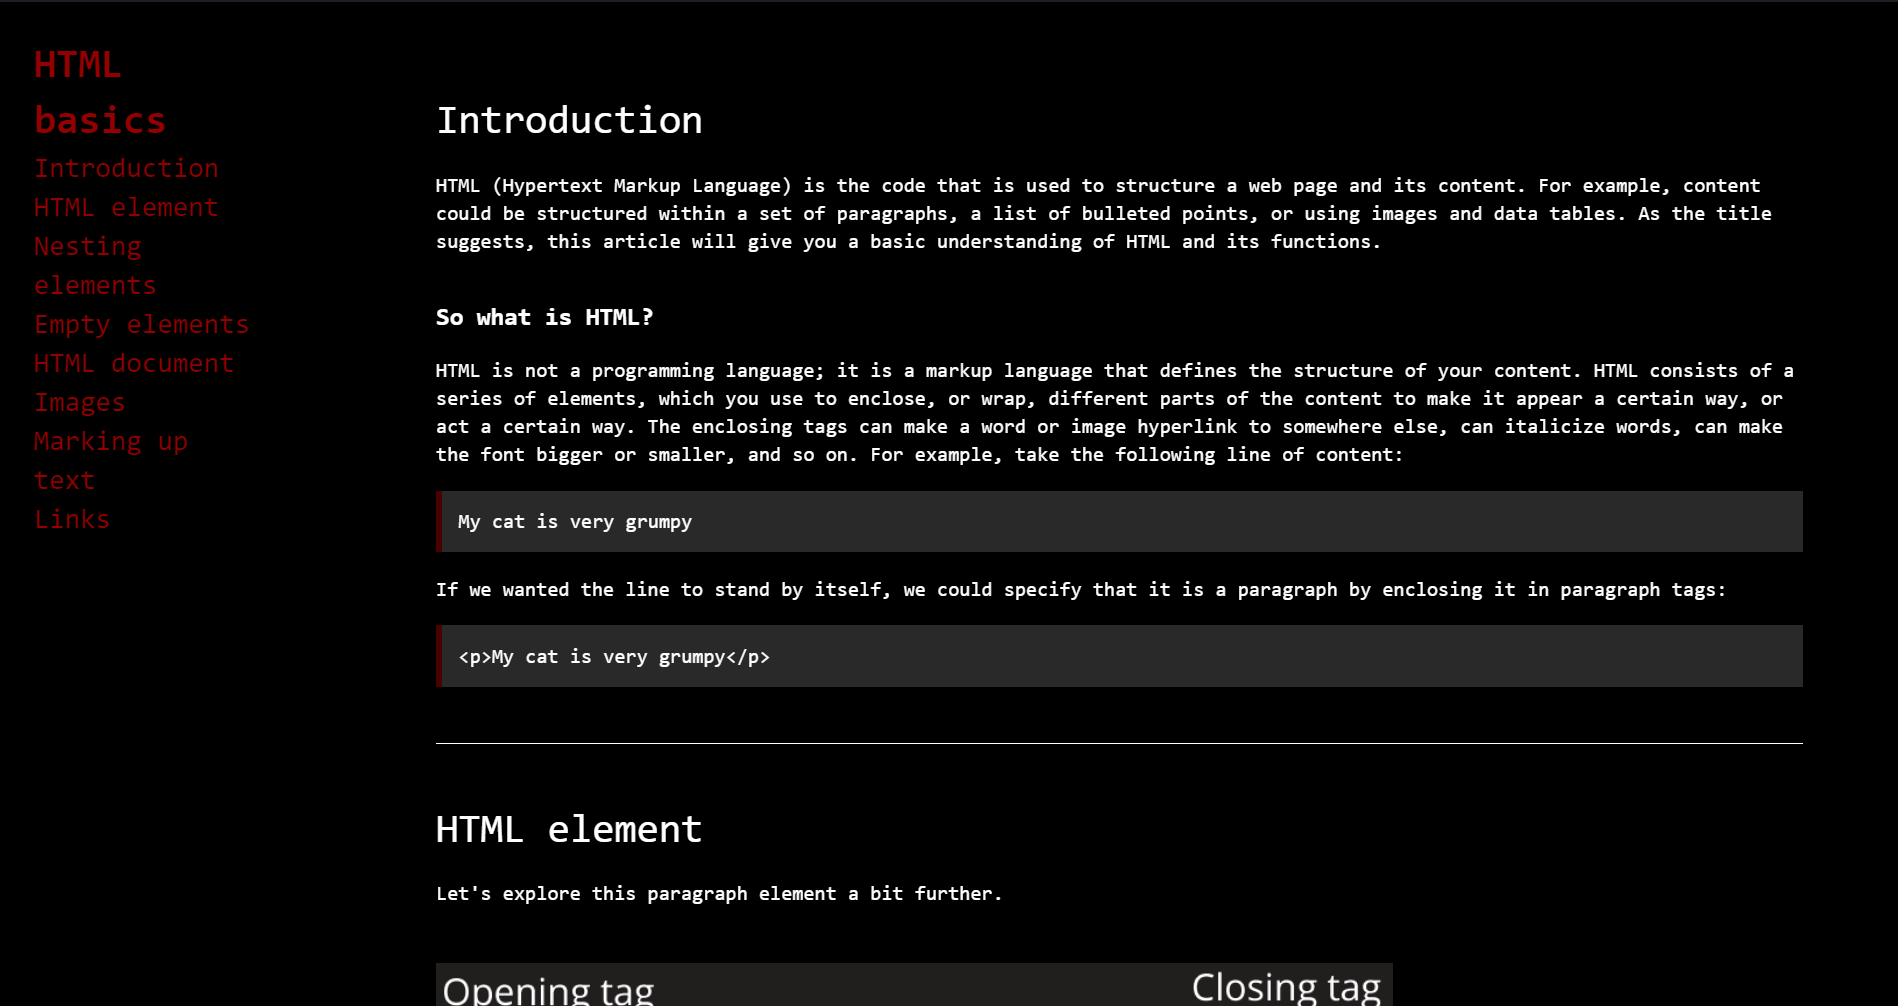 HTML
basics
Introduction
HTML element
Nesting
elements
Empty elements
HTML document
Images
Marking up
text
Links
Introduction
HTML (Hypertext Markup Language) is the code that is used to structure a web page and its content. For example, content
could be structured within a set of paragraphs, a list of bulleted points, or using images and data tables. As the title
suggests, this article will give you a basic understanding of HTML and its functions.
So what is HTML?
HTML is not a programming language; it is a markup language that defines the structure of your content. HTML consists of a
series of elements, which you use to enclose, or wrap, different parts of the content to make it appear a certain way, or
act a certain way. The enclosing tags can make a word or image hyperlink to somewhere else, can italicize words, can make
the font bigger or smaller, and so on. For example, take the following line of content:
My cat is very grumpy
If we wanted the line to stand by itself, we could specify that it is a paragraph by enclosing it in paragraph tags:
<p>My cat is very grumpy</p>
HTML element
Let's explore this paragraph element a bit further.
Opening tag
Closing tag